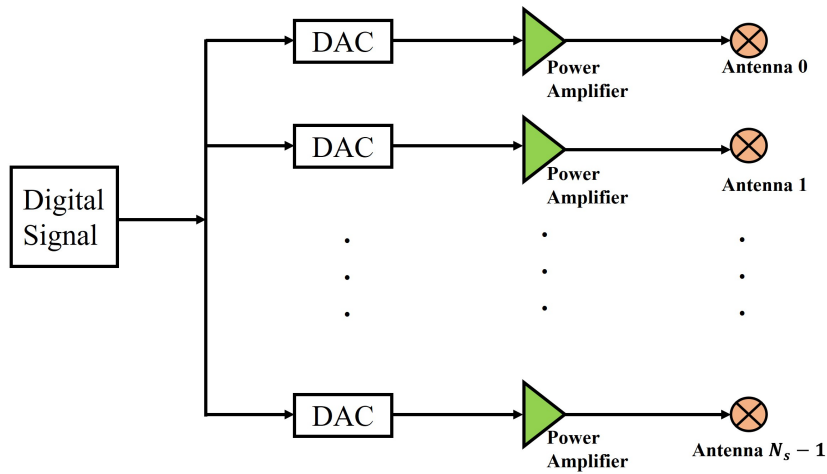 DAC
Power
Amplifier
Antenna 0
DAC
Power
Amplifier
Antenna 1
Digital
Signal
DAC
Power
Amplifier
Antenna N_s − 1